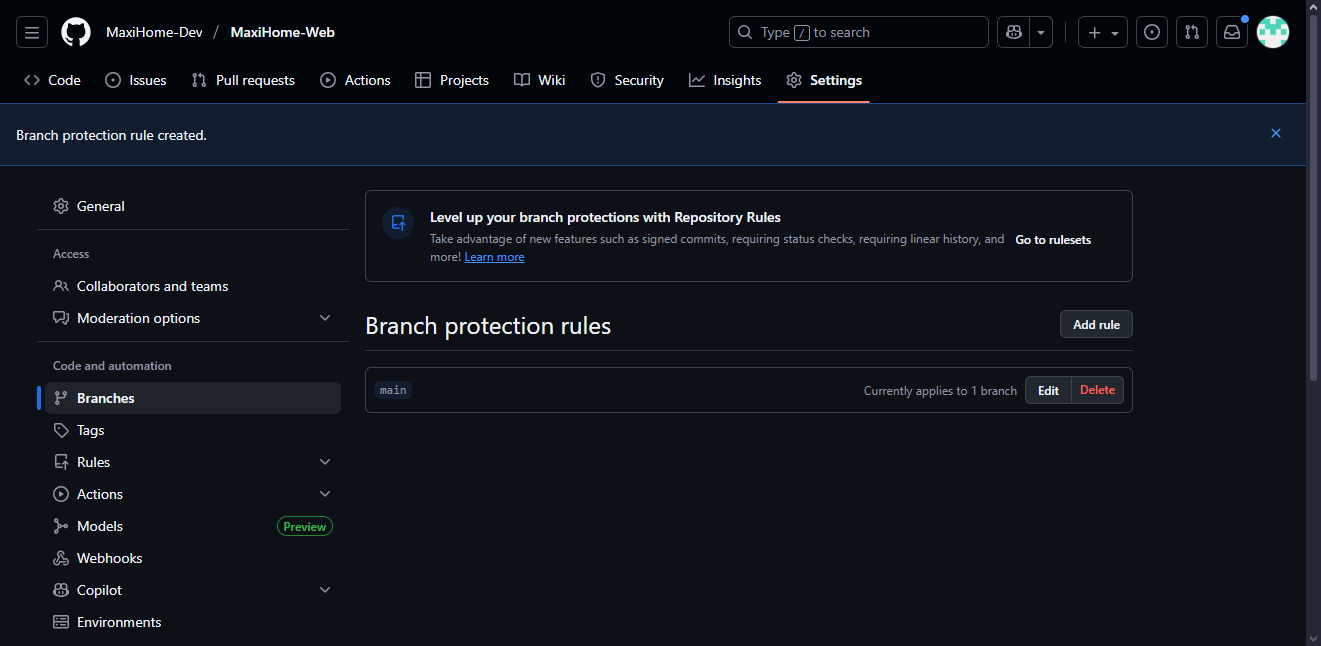 MaxiHome-Dev / MaxiHome-Web
Type / to search
Code
Issues
Pull requests
Actions
Projects
Wiki
Security
Insights
Settings
Branch protection rule created.
General
Access
Collaborators and teams
Moderation options
Code and automation
Branches
Tags
Rules
Actions
Models Preview
Webhooks
Copilot
Environments
Level up your branch protections with Repository Rules
Take advantage of new features such as signed commits, requiring status checks, requiring linear history, and
more! Learn more
Go to rulesets
Branch protection rules
Add rule
main
Currently applies to 1 branch
Edit
Delete